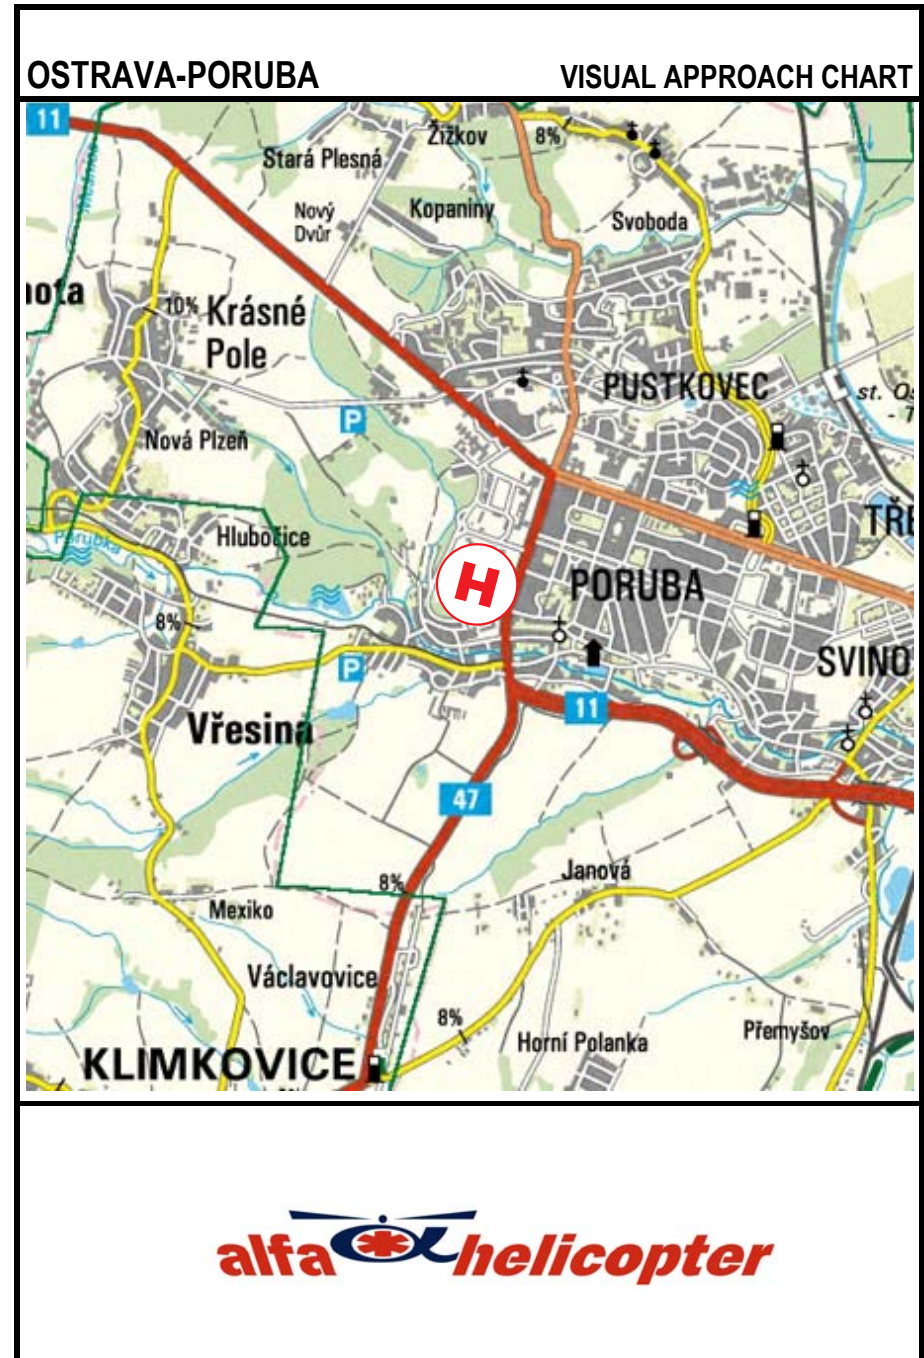 OSTRAVA-PORUBA VISUAL APPROACH CHART
11
Žižkov
8%
Stará Plesná
Nový
Dvůr
Kopaniny
Svoboda
10%
Krásné
Pole
PUSTKOVEC
st.
P
Nová Plzeň
Hlubočice
Porubka
H
PORUBA
8%
P
SVINO
11
Vřesina
47
8%
Janová
Mexiko
Václavovice
8%
Horní Polanka
Přemyšov
KLIMKOVICE
alfa helicopter